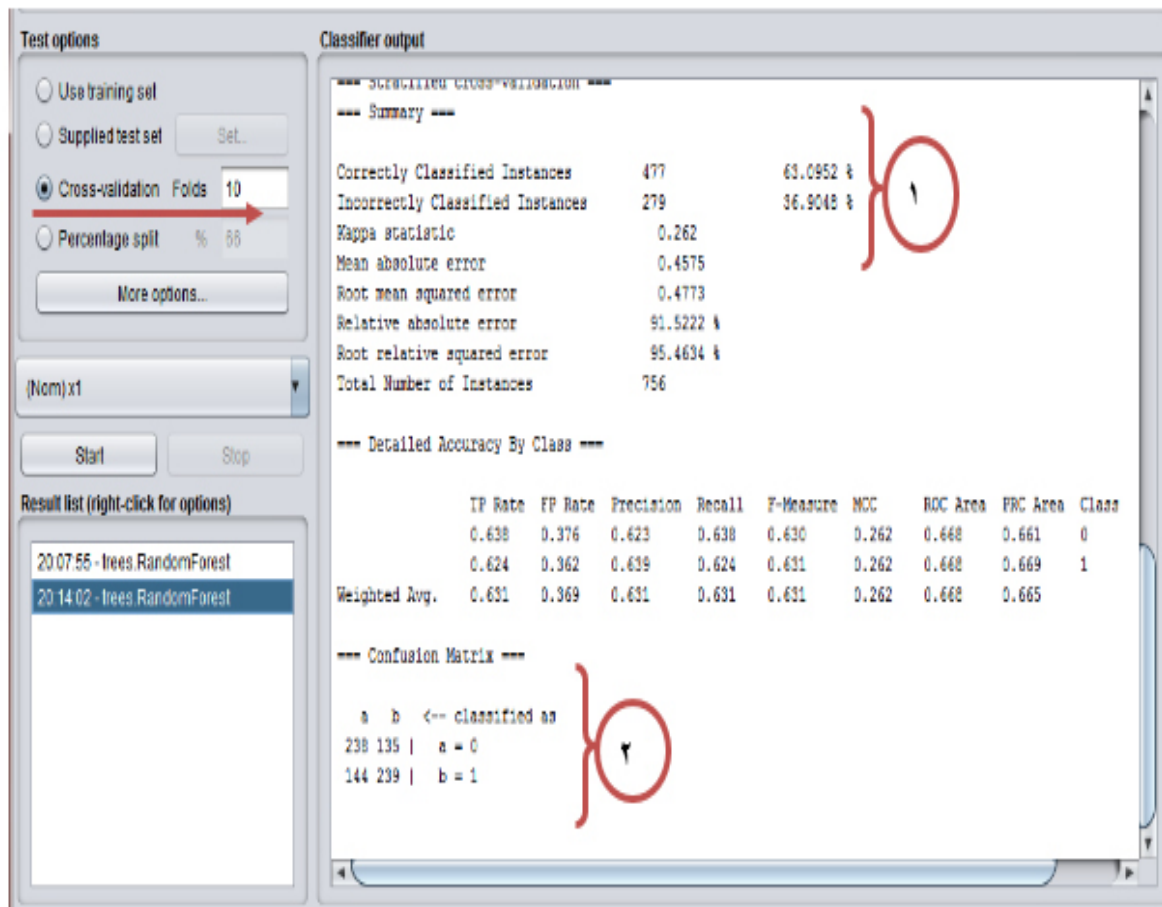 Test options
Use training set
Supplied test set Set...
Cross-validation Folds 10
Percentage split % 66
More options...
(Nom) x1
Start Stop
Result list (right-click for options)
20:07:55 - trees.RandomForest
20:14:02 - trees.RandomForest
Classifier output
=== Stratified cross-validation ===
=== Summary ===
Correctly Classified Instances 477 63.0952 %
Incorrectly Classified Instances 279 36.9048 %
Kappa statistic 0.262
Mean absolute error 0.4575
Root mean squared error 0.4773
Relative absolute error 91.5222 %
Root relative squared error 95.4634 %
Total Number of Instances 756
۱
=== Detailed Accuracy By Class ===
TP Rate FP Rate Precision Recall F-Measure MCC ROC Area PRC Area Class
0.638 0.376 0.623 0.638 0.630 0.262 0.668 0.661 0
0.624 0.362 0.639 0.624 0.631 0.262 0.668 0.669 1
Weighted Avg. 0.631 0.369 0.631 0.631 0.631 0.262 0.668 0.665
=== Confusion Matrix ===
a b <-- classified as
238 135 | a = 0
144 239 | b = 1
۲